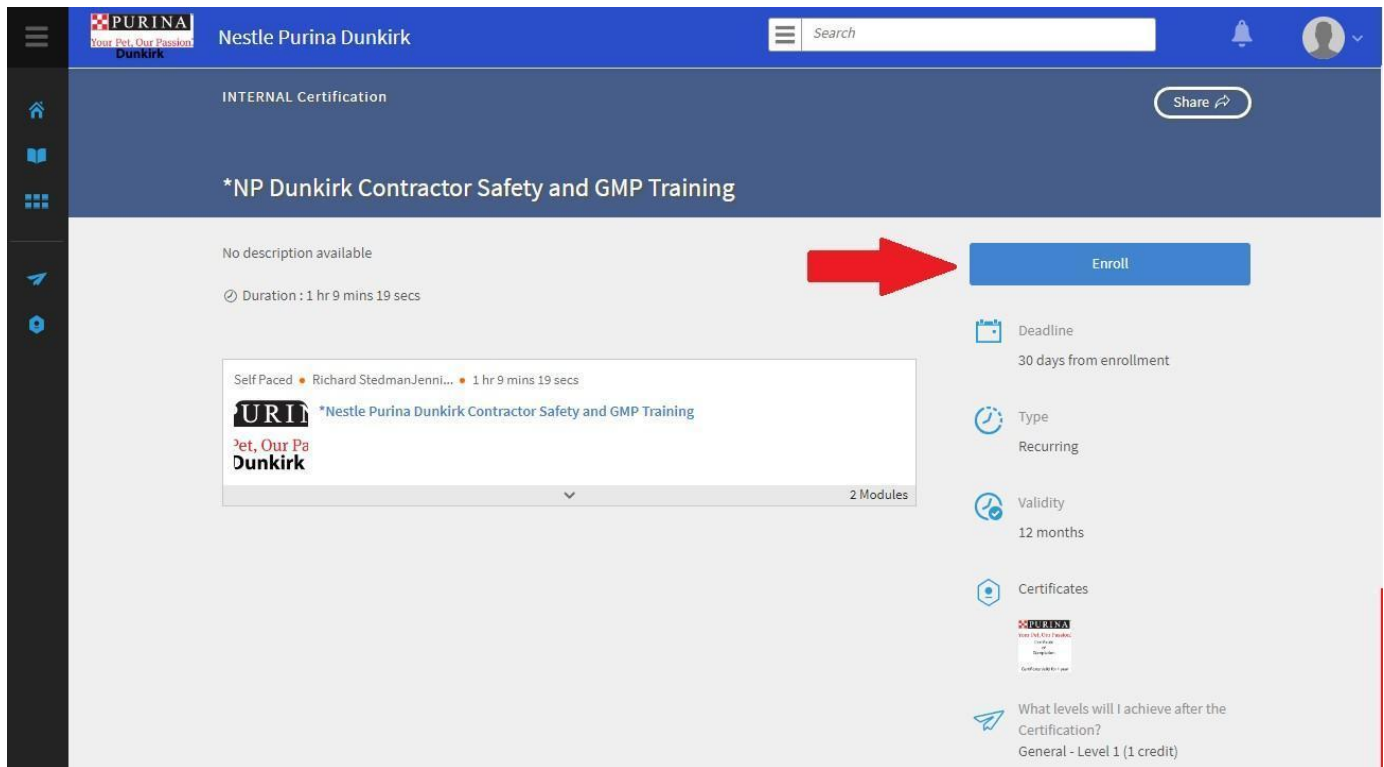 PURINA
Your Pet, Our Passion.
Dunkirk
Nestle Purina Dunkirk
Search
INTERNAL Certification
Share
*NP Dunkirk Contractor Safety and GMP Training
No description available
Duration : 1 hr 9 mins 19 secs
Enroll
Self Paced • Richard StedmanJenni... • 1 hr 9 mins 19 secs
*Nestle Purina Dunkirk Contractor Safety and GMP Training
URIN
Pet, Our Pa
Dunkirk
2 Modules
Deadline
30 days from enrollment
Type
Recurring
Validity
12 months
Certificates
PURINA
What levels will I achieve after the
Certification?
General - Level 1 (1 credit)